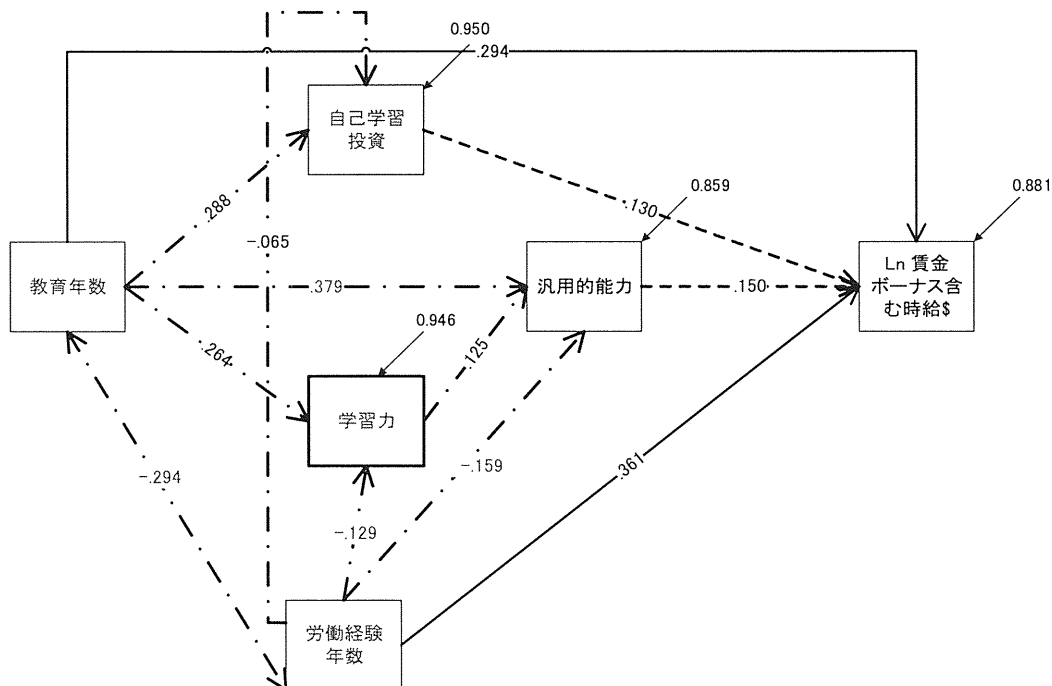 0.950
.294
自己学習
投資
0.859
0.881
.288
.130
-.065
教育年数
.379
汎用的能力
.150
Ln 賃金
ボーナス含
む時給$
0.946
.264
.125
学習力
-.294
-.159
.361
-.129
労働経験
年数